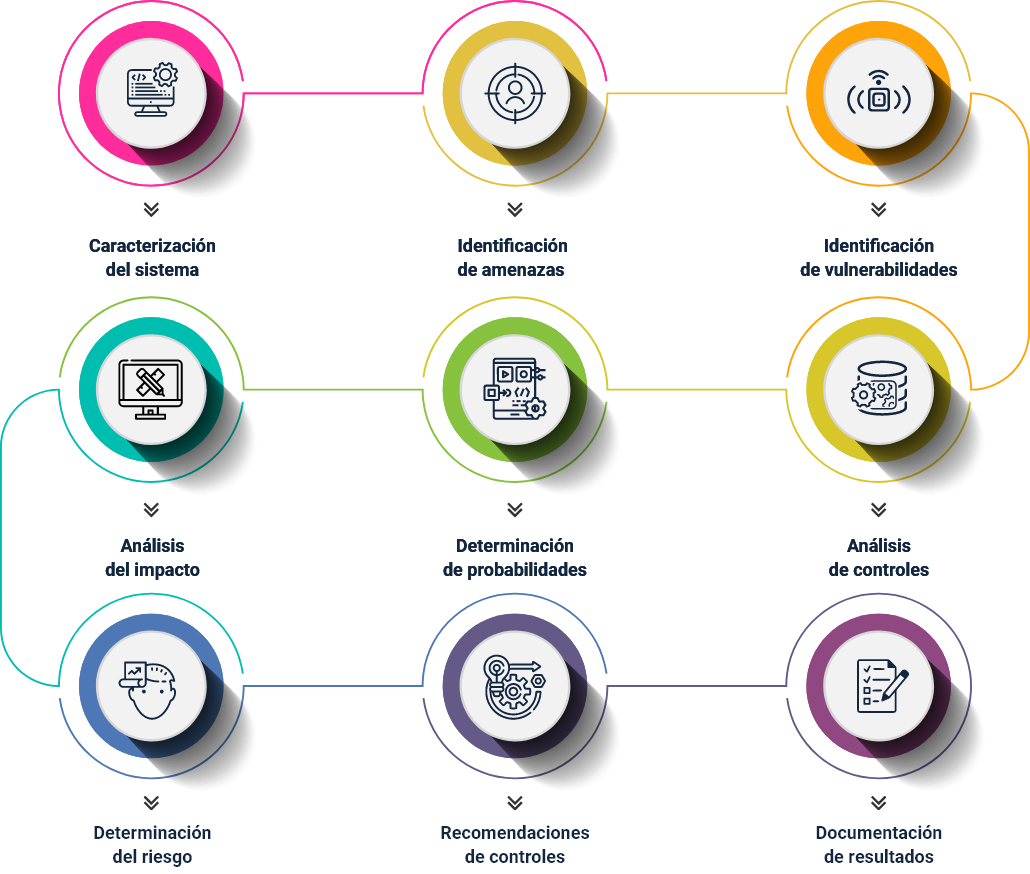 Caracterización
del sistema
Identificación
de amenazas
Identificación
de vulnerabilidades
Análisis
del impacto
Determinación
de probabilidades
Análisis
de controles
Determinación
del riesgo
Recomendaciones
de controles
Documentación
de resultados